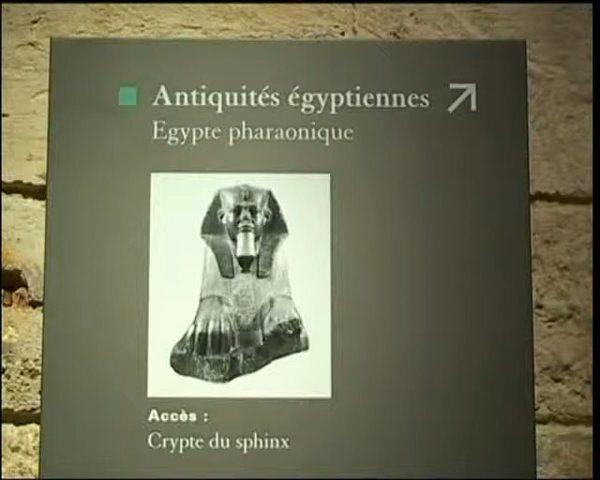 Antiquités égyptiennes
Egypte pharaonique
Accès :
Crypte du sphinx